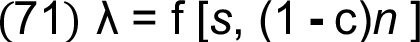 (71) λ = f [s, (1 - c)n ]